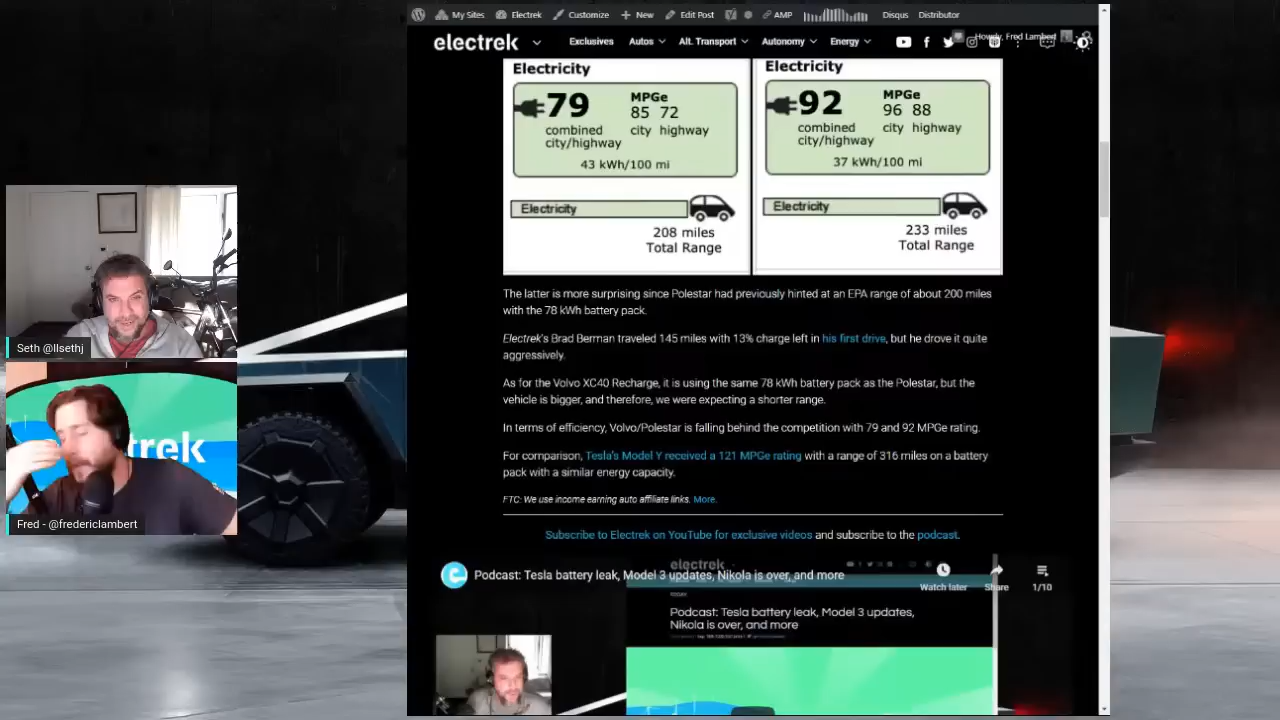 My Sites Electrek Customize New Edit Post AMP Disqus Distributor
Howdy, Fred Lambert
electrek Exclusives Autos Alt. Transport Autonomy Energy
Electricity
79
combined
city/highway
MPGe
85 72
city highway
43 kWh/100 mi
Electricity
208 miles
Total Range
Electricity
92
combined
city/highway
MPGe
96 88
city highway
37 kWh/100 mi
Electricity
233 miles
Total Range
The latter is more surprising since Polestar had previously hinted at an EPA range of about 200 miles
with the 78 kWh battery pack.
Electrek's Brad Berman traveled 145 miles with 13% charge left in his first drive, but he drove it quite
aggressively.
As for the Volvo XC40 Recharge, it is using the same 78 kWh battery pack as the Polestar, but the
vehicle is bigger, and therefore, we were expecting a shorter range.
In terms of efficiency, Volvo/Polestar is falling behind the competition with 79 and 92 MPGe rating.
For comparison, Tesla's Model Y received a 121 MPGe rating with a range of 316 miles on a battery
pack with a similar energy capacity.
FTC: We use income earning auto affiliate links. More.
Subscribe to Electrek on YouTube for exclusive videos and subscribe to the podcast.
electrek
Podcast: Tesla battery leak, Model 3 updates, Nikola is over, and more
Watch later Share 1/10
Podcast: Tesla battery leak, Model 3 updates,
Nikola is over, and more
Seth @llsethj
trek
Fred - @fredericlambert